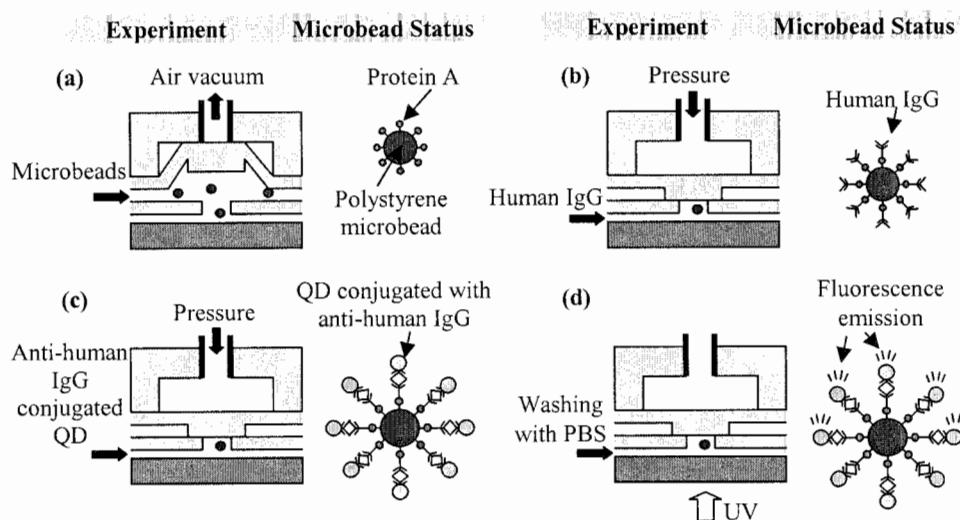 Experiment Microbead Status Experiment Microbead Status
(a)
Air vacuum
Protein A
Microbeads
Polystyrene
microbead
(b)
Pressure
Human IgG
Human IgG
(c)
Pressure
QD conjugated with
anti-human IgG
Anti-human
IgG
conjugated
QD
(d)
Fluorescence
emission
Washing
with PBS
UV